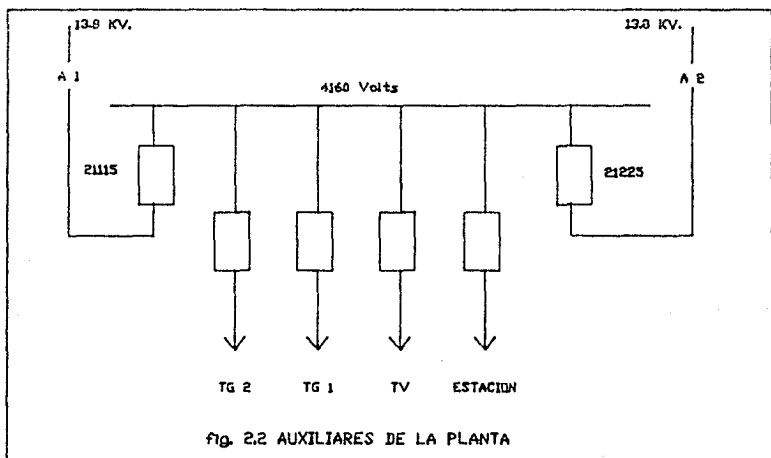 13.8 KV.
13.8 KV.
A 1
A 2
4160 Volts
21115
21225
TG 2
TG 1
TV
ESTACION
fig. 2.2 AUXILIARES DE LA PLANTA